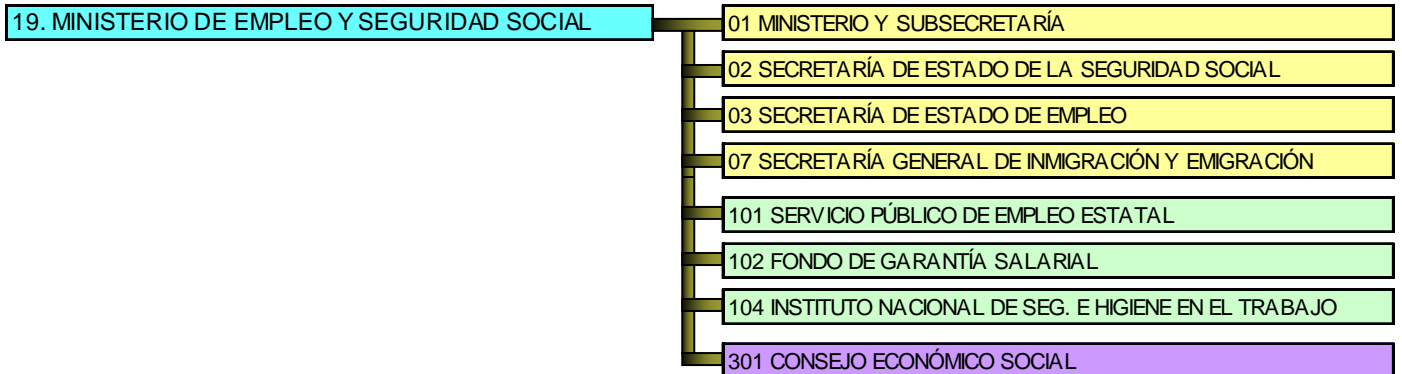 19. MINISTERIO DE EMPLEO Y SEGURIDAD SOCIAL
01 MINISTERIO Y SUBSECRETARÍA
02 SECRETARÍA DE ESTADO DE LA SEGURIDAD SOCIAL
03 SECRETARÍA DE ESTADO DE EMPLEO
07 SECRETARÍA GENERAL DE INMIGRACIÓN Y EMIGRACIÓN
101 SERVICIO PÚBLICO DE EMPLEO ESTATAL
102 FONDO DE GARANTÍA SALARIAL
104 INSTITUTO NACIONAL DE SEG. E HIGIENE EN EL TRABAJO
301 CONSEJO ECONÓMICO SOCIAL